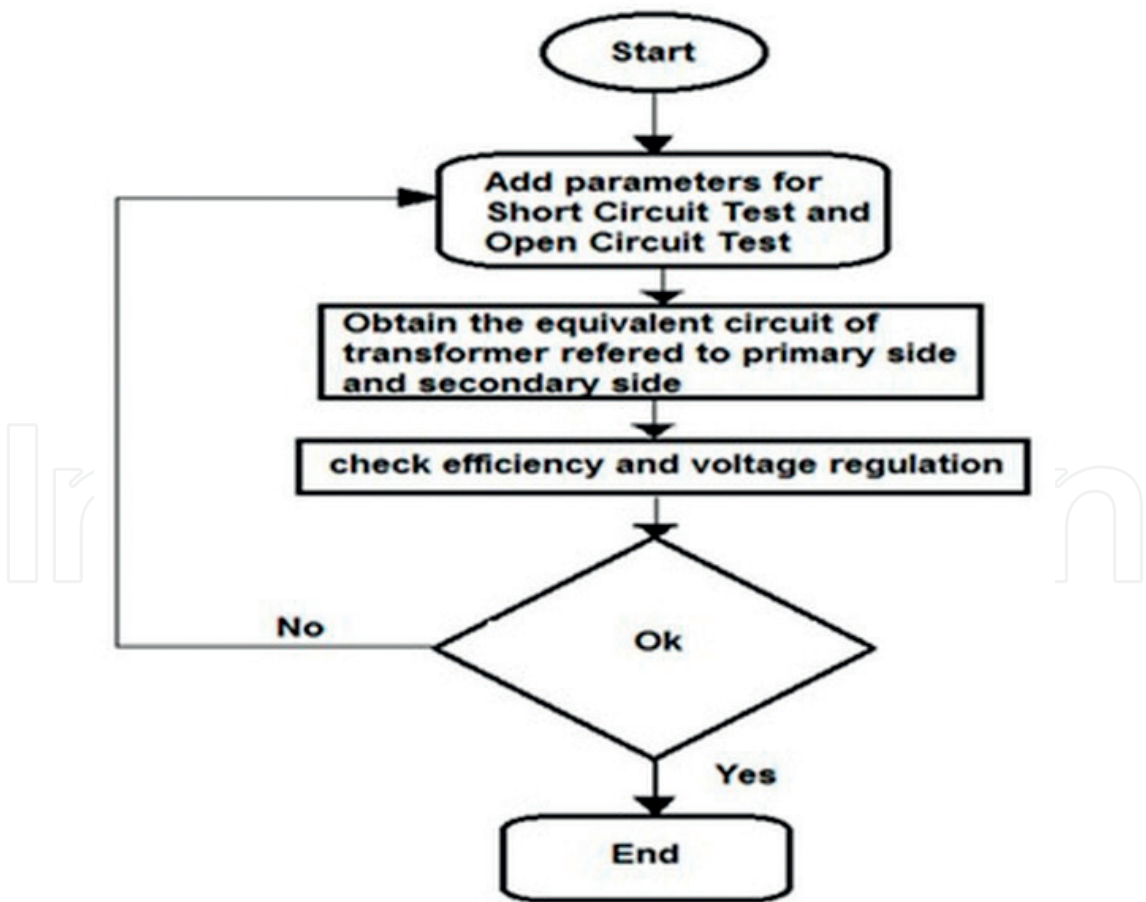 Start
Add parameters for
Short Circuit Test and
Open Circuit Test
Obtain the equivalent circuit of
transformer refered to primary side
and secondary side
check efficiency and voltage regulation
No
Ok
Yes
End